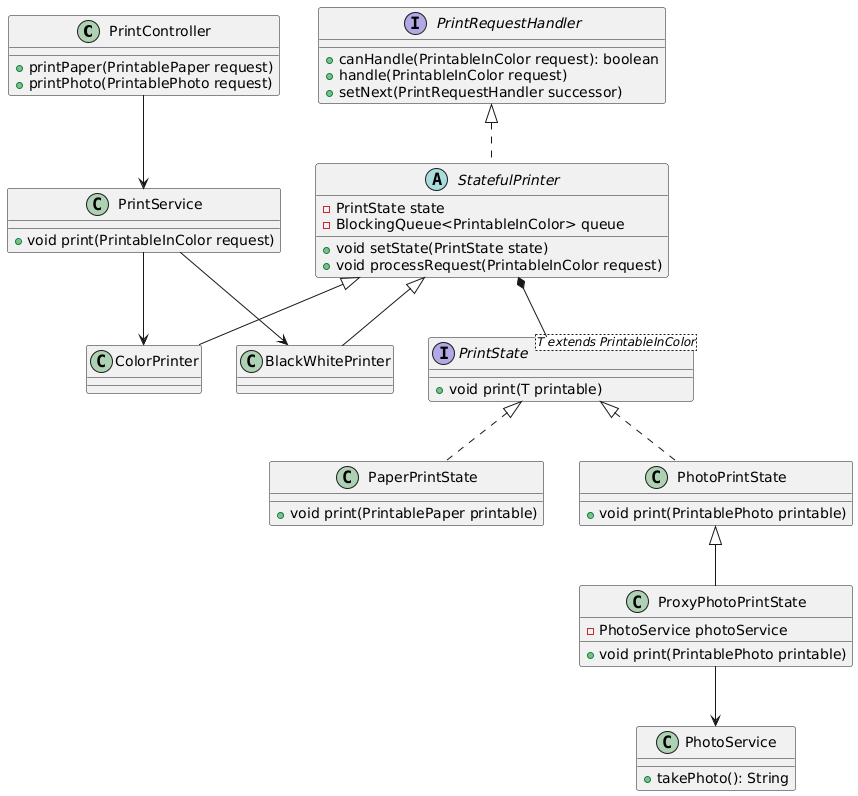 C PrintController
printPaper(PrintablePaper request)
printPhoto(PrintablePhoto request)
I PrintRequestHandler
canHandle(PrintableInColor request): boolean
handle(PrintableInColor request)
setNext(PrintRequestHandler successor)
C PrintService
void print(PrintableInColor request)
A StatefulPrinter
PrintState state
BlockingQueue<PrintableInColor> queue
void setState(PrintState state)
void processRequest(PrintableInColor request)
C ColorPrinter
C BlackWhitePrinter
I PrintState
T extends PrintableInColor
void print(T printable)
C PaperPrintState
void print(PrintablePaper printable)
C PhotoPrintState
void print(PrintablePhoto printable)
C ProxyPhotoPrintState
PhotoService photoService
void print(PrintablePhoto printable)
C PhotoService
takePhoto(): String